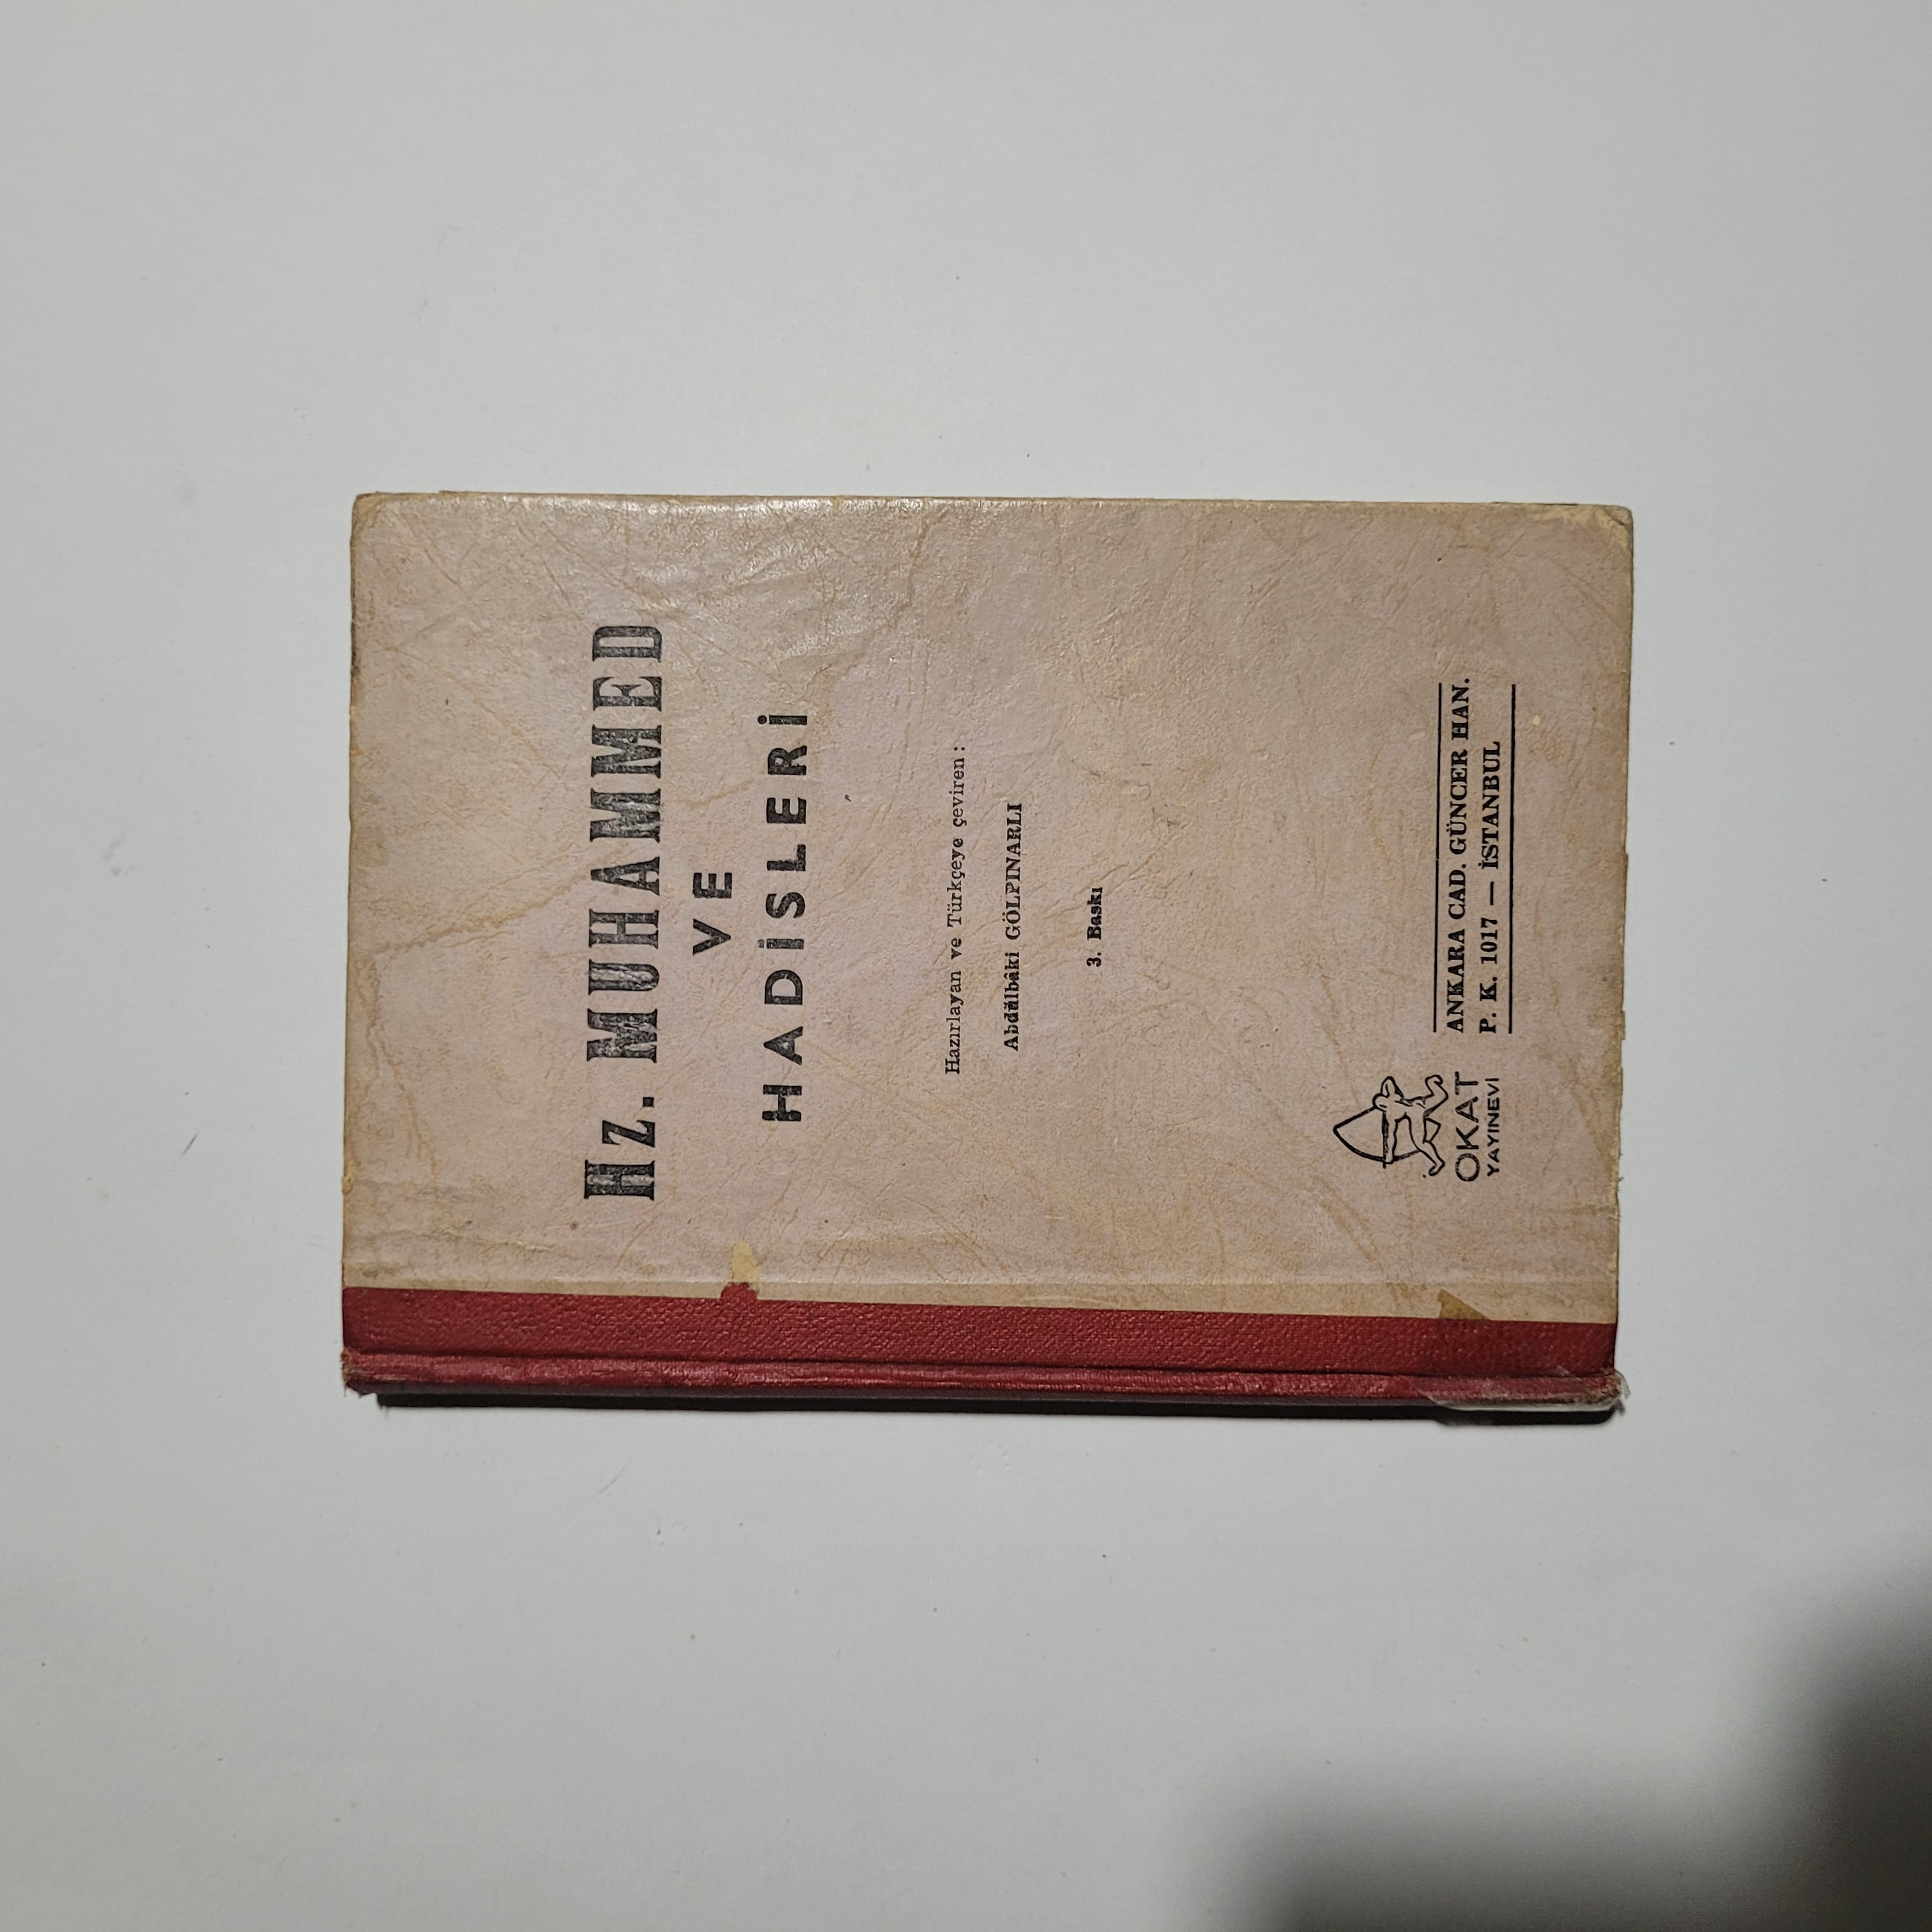 Hz. MUHAMMED
VE
HADİSLERİ
Hazırlayan ve Türkçeye çeviren :
Abdülbâki GÖLPINARLI
3. Baskı
OKAT
YAYINEVİ
ANKARA CAD. GÜNCER HAN.
P. K. 1017 — İSTANBUL